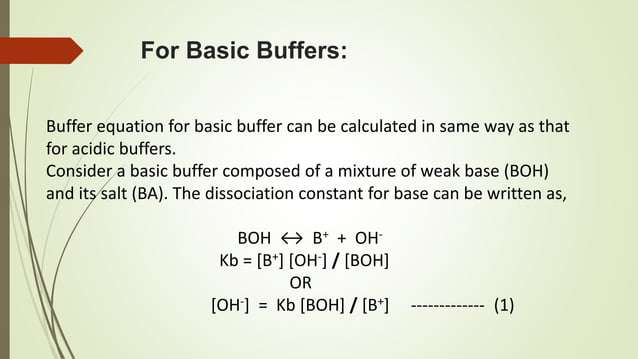 For Basic Buffers:
Buffer equation for basic buffer can be calculated in same way as that
for acidic buffers.
Consider a basic buffer composed of a mixture of weak base (BOH)
and its salt (BA). The dissociation constant for base can be written as,
BOH ↔ B⁺ + OH⁻
Kb = [B⁺] [OH⁻] / [BOH]
OR
[OH⁻] = Kb [BOH] / [B⁺] ------------- (1)